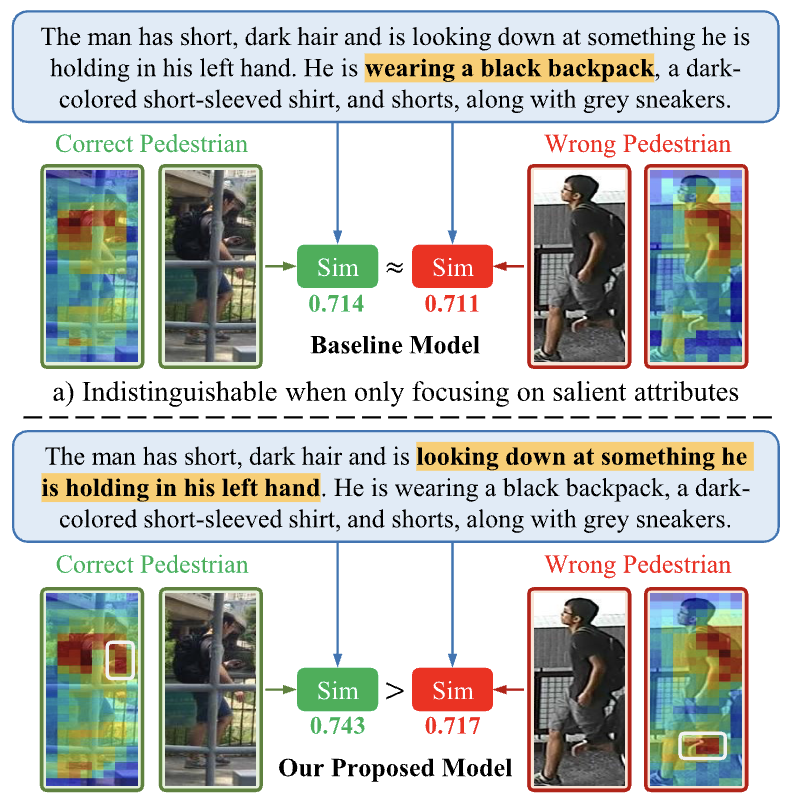 The man has short, dark hair and is looking down at something he is
holding in his left hand. He is wearing a black backpack, a dark-
colored short-sleeved shirt, and shorts, along with grey sneakers.
Correct Pedestrian
Wrong Pedestrian
Sim ≈ Sim
0.714 0.711
Baseline Model
a) Indistinguishable when only focusing on salient attributes
The man has short, dark hair and is looking down at something he
is holding in his left hand. He is wearing a black backpack, a dark-
colored short-sleeved shirt, and shorts, along with grey sneakers.
Correct Pedestrian
Wrong Pedestrian
Sim > Sim
0.743 0.717
Our Proposed Model